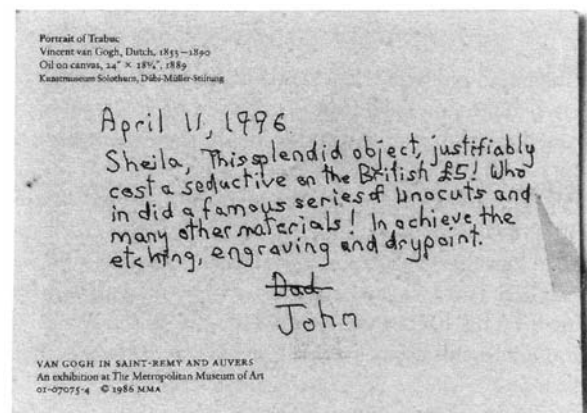 Portrait of Trabuc
Vincent van Gogh, Dutch, 1853–1890
Oil on canvas, 24" × 18¼", 1889
Kunstmuseum Solothurn, Dübi-Müller-Stiftung
April 11, 1996
Sheila, This splendid object, justifiably
cost a seductive on the British £5! Who
in did a famous series of linocuts and
many other materials! In achieve the
etching, engraving and drypoint.
Dad
John
VAN GOGH IN SAINT-REMY AND AUVERS
An exhibition at The Metropolitan Museum of Art
01-07075-4 © 1986 MMA